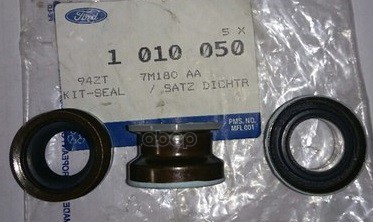 Ford
5 X
1 010 050
94ZT 7M180 AA
KIT-SEAL / SATZ DICHTR
PMS. NO.
MFL001